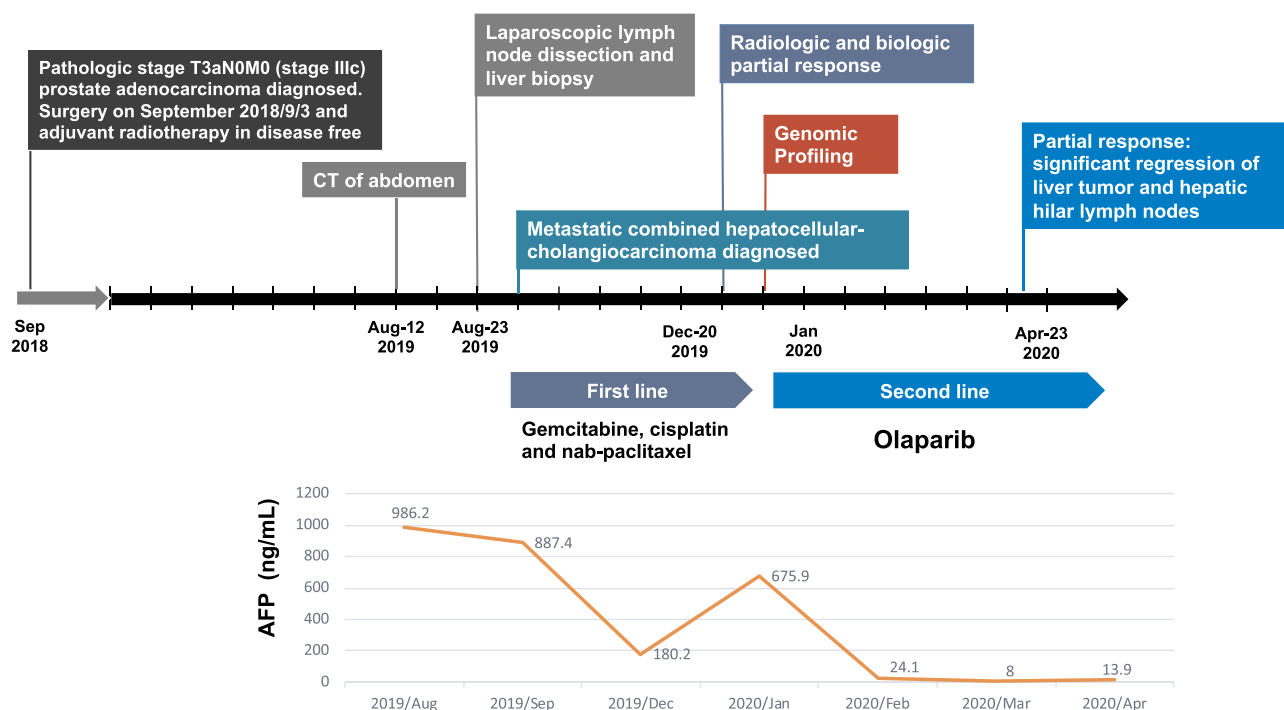 Pathologic stage T3aN0M0 (stage IIIc)
prostate adenocarcinoma diagnosed.
Surgery on September 2018/9/3 and
adjuvant radiotherapy in disease free
CT of abdomen
Laparoscopic lymph
node dissection and
liver biopsy
Metastatic combined hepatocellular-
cholangiocarcinoma diagnosed
Radiologic and biologic
partial response
Genomic
Profiling
Partial response:
significant regression of
liver tumor and hepatic
hilar lymph nodes
Sep
2018
Aug-12
2019
Aug-23
2019
Dec-20
2019
Jan
2020
Apr-23
2020
First line
Second line
Gemcitabine, cisplatin
and nab-paclitaxel
Olaparib
AFP (ng/mL)
1200
1000
800
600
400
200
0
986.2
887.4
180.2
675.9
24.1
8
13.9
2019/Aug
2019/Sep
2019/Dec
2020/Jan
2020/Feb
2020/Mar
2020/Apr